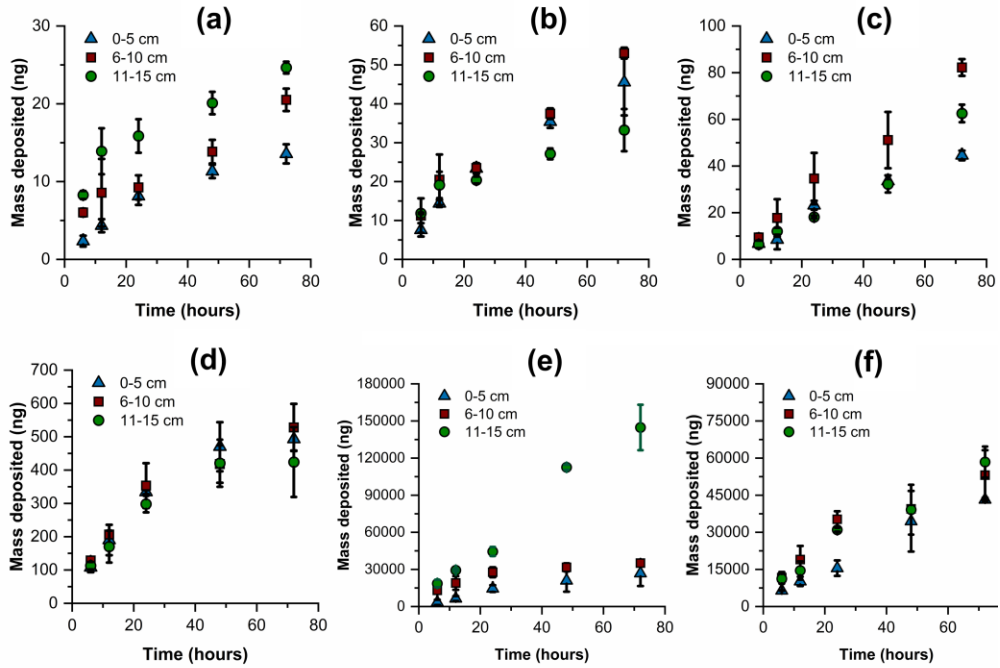 (a)
30
20
10
0
0 20 40 60 80
0-5 cm
6-10 cm
11-15 cm
Mass deposited (ng)
Time (hours)
(b)
60
50
40
30
20
10
0
0 20 40 60 80
0-5 cm
6-10 cm
11-15 cm
Mass deposited (ng)
Time (hours)
(c)
100
80
60
40
20
0
0 20 40 60 80
0-5 cm
6-10 cm
11-15 cm
Mass deposited (ng)
Time (hours)
(d)
700
600
500
400
300
200
100
0
0 20 40 60 80
0-5 cm
6-10 cm
11-15 cm
Mass deposited (ng)
Time (hours)
(e)
180000
150000
120000
90000
60000
30000
0
0 20 40 60 80
0-5 cm
6-10 cm
11-15 cm
Mass deposited (ng)
Time (hours)
(f)
90000
75000
60000
45000
30000
15000
0
0 20 40 60 80
0-5 cm
6-10 cm
11-15 cm
Mass deposited (ng)
Time (hours)